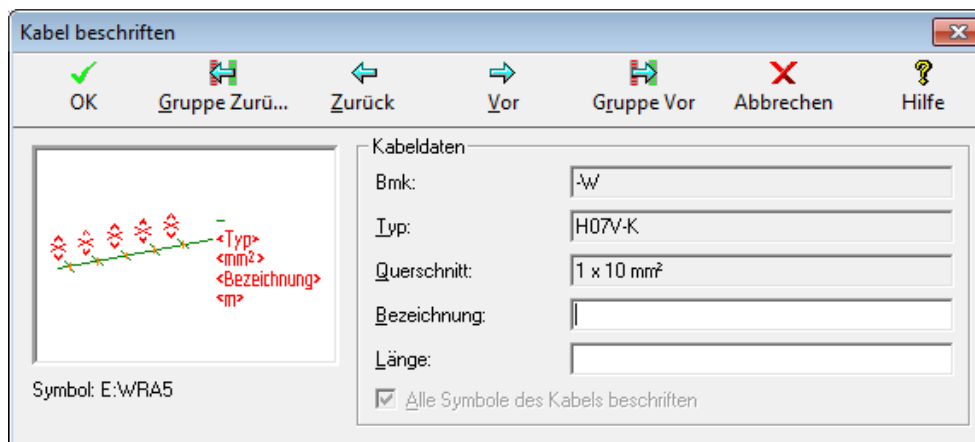 Kabel beschriften
OK Gruppe Zurü... Zurück Vor Gruppe Vor Abbrechen Hilfe
Kabeldaten
Bmk: -W
Typ: H07V-K
Querschnitt: 1 x 10 mm²
Bezeichnung:
Länge:
Alle Symbole des Kabels beschriften
<Typ>
<mm²>
<Bezeichnung>
<m>
Symbol: E:WRA5